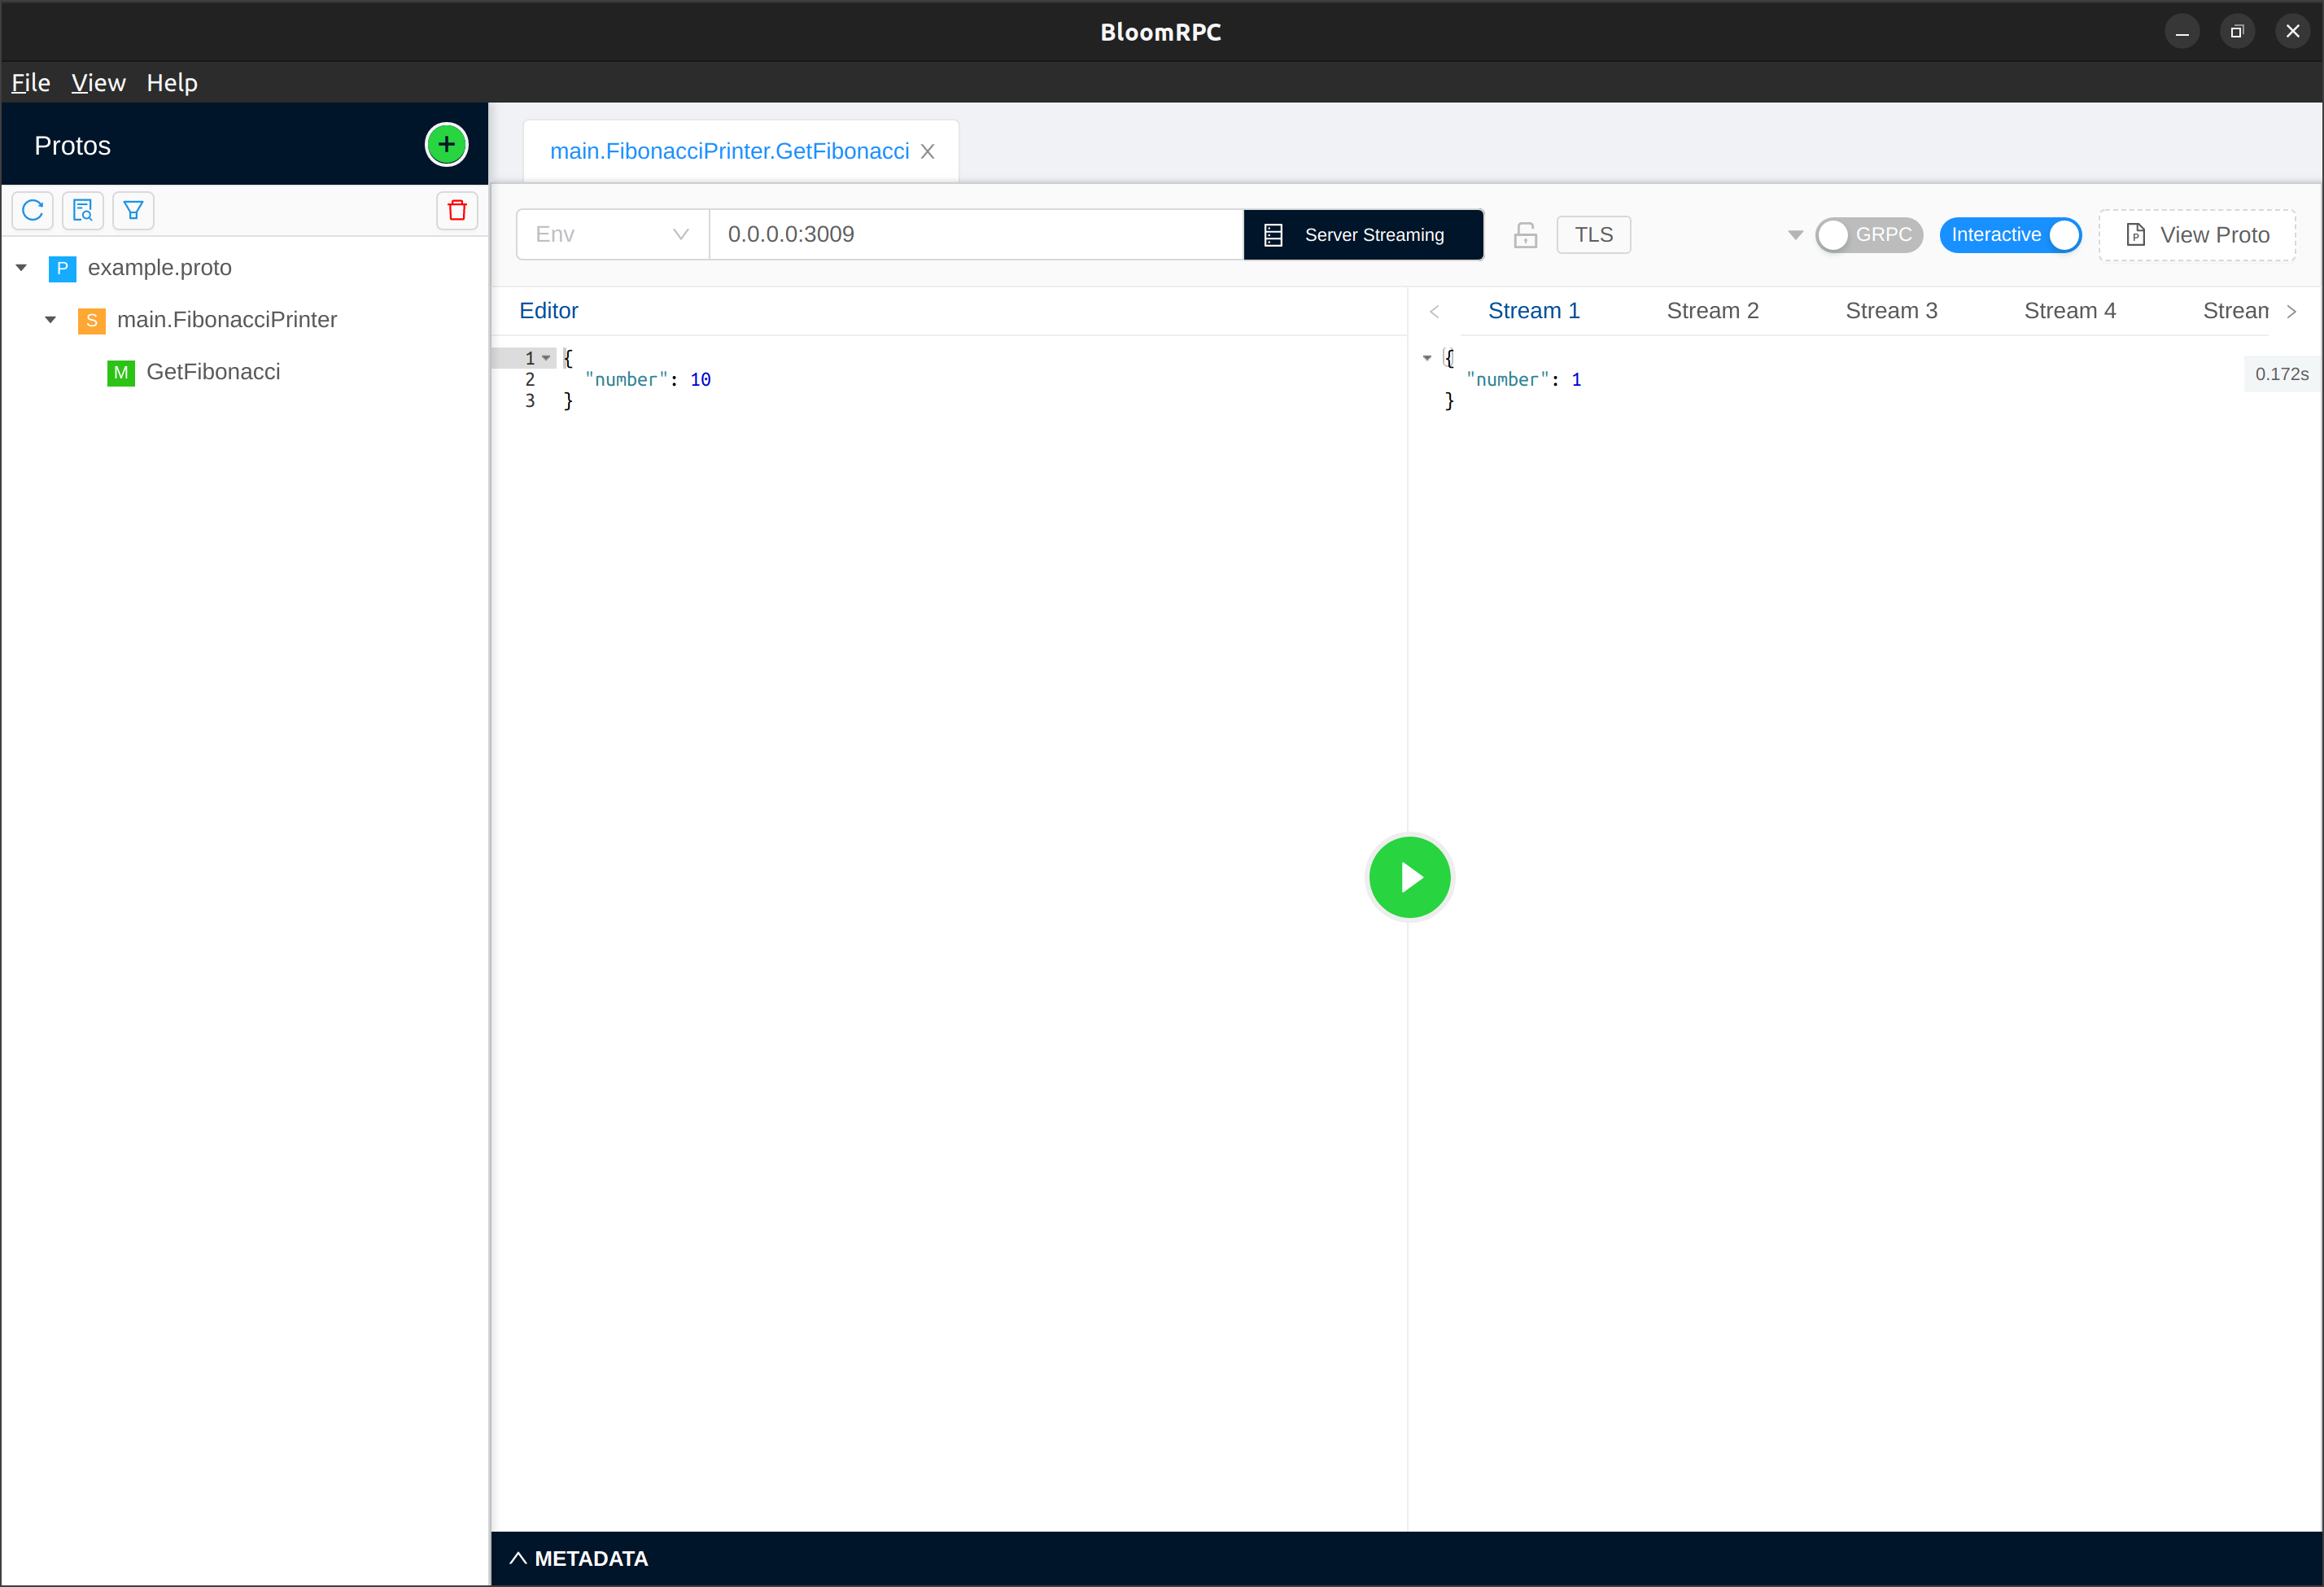 BloomRPC
File View Help
Protos
main.FibonacciPrinter.GetFibonacci
Env 0.0.0.0:3009 Server Streaming TLS GRPC Interactive View Proto
P example.proto
S main.FibonacciPrinter
M GetFibonacci
Editor
1 {
2 "number": 10
3 }
Stream 1 Stream 2 Stream 3 Stream 4 Strean
{
"number": 1
}
0.172s
METADATA